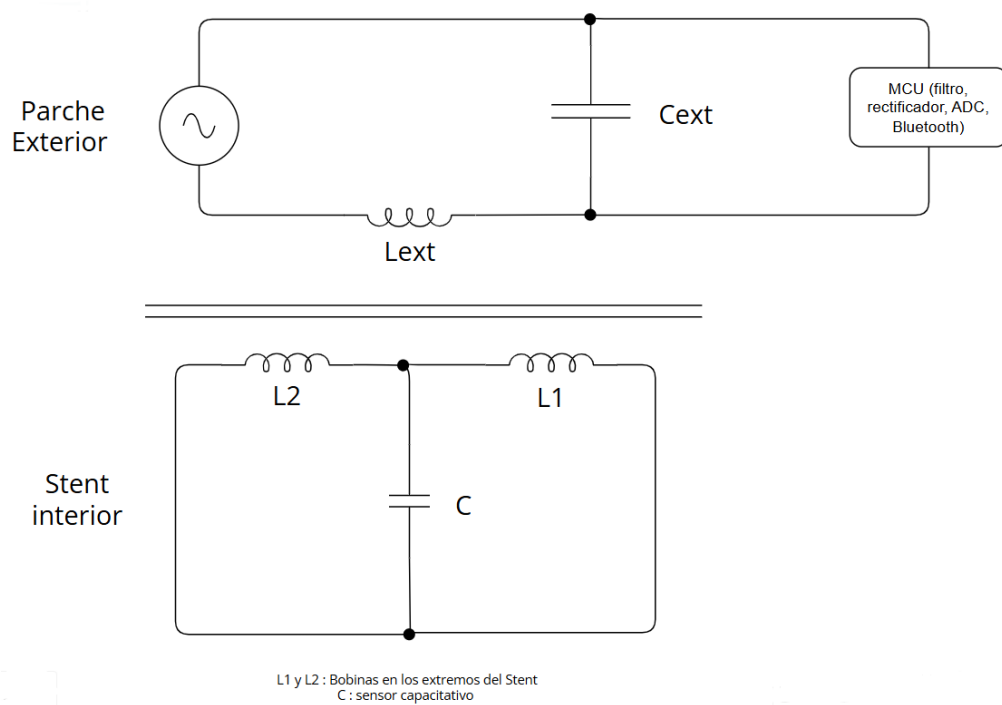 Parche
Exterior
Cext
MCU (filtro,
rectificador, ADC,
Bluetooth)
Lext
L2
L1
Stent
interior
C
L1 y L2 : Bobinas en los extremos del Stent
C : sensor capacitativo